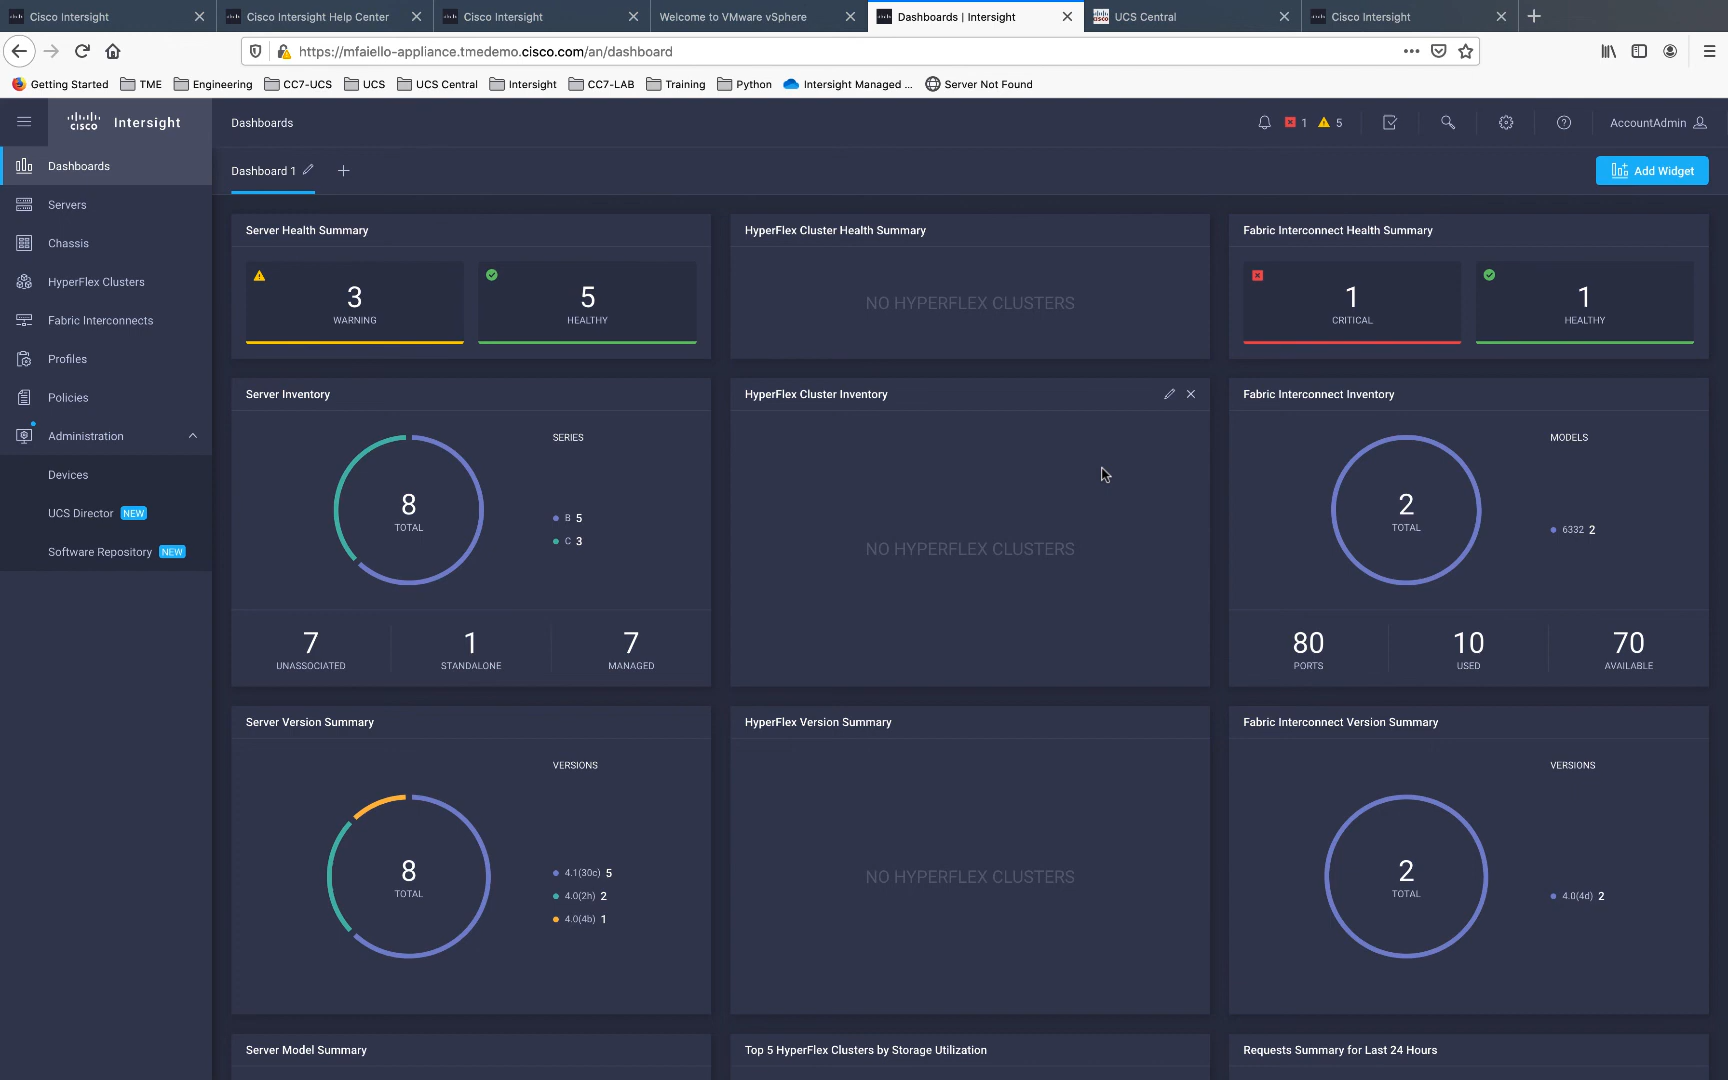 Cisco Intersight
Cisco Intersight Help Center
Cisco Intersight
Welcome to VMware vSphere
Dashboards | Intersight
UCS Central
Cisco Intersight
https://mfaiello-appliance.tmedemo.cisco.com/an/dashboard
Getting Started
TME
Engineering
CC7-UCS
UCS
UCS Central
Intersight
CC7-LAB
Training
Python
Intersight Managed ...
Server Not Found
cisco Intersight
Dashboards
1
5
AccountAdmin
Dashboards
Servers
Chassis
HyperFlex Clusters
Fabric Interconnects
Profiles
Policies
Administration
Devices
UCS Director NEW
Software Repository NEW
Dashboard 1
Add Widget
Server Health Summary
3
WARNING
5
HEALTHY
HyperFlex Cluster Health Summary
NO HYPERFLEX CLUSTERS
Fabric Interconnect Health Summary
1
CRITICAL
1
HEALTHY
Server Inventory
8
TOTAL
SERIES
B 5
C 3
7
UNASSOCIATED
1
STANDALONE
7
MANAGED
HyperFlex Cluster Inventory
NO HYPERFLEX CLUSTERS
Fabric Interconnect Inventory
2
TOTAL
MODELS
6332 2
80
PORTS
10
USED
70
AVAILABLE
Server Version Summary
8
TOTAL
VERSIONS
4.1(30c) 5
4.0(2h) 2
4.0(4b) 1
HyperFlex Version Summary
NO HYPERFLEX CLUSTERS
Fabric Interconnect Version Summary
2
TOTAL
VERSIONS
4.0(4d) 2
Server Model Summary
Top 5 HyperFlex Clusters by Storage Utilization
Requests Summary for Last 24 Hours